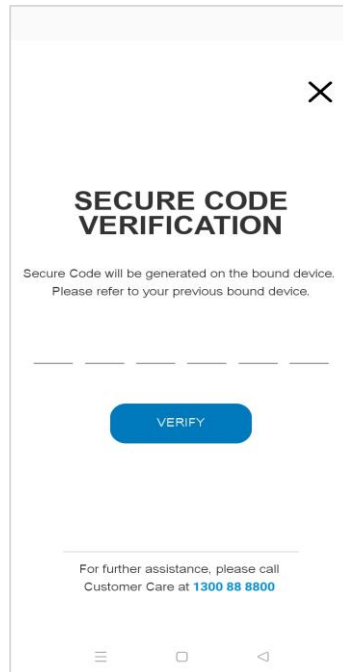 SECURE CODE
VERIFICATION
Secure Code will be generated on the bound device.
Please refer to your previous bound device.
VERIFY
For further assistance, please call
Customer Care at 1300 88 8800